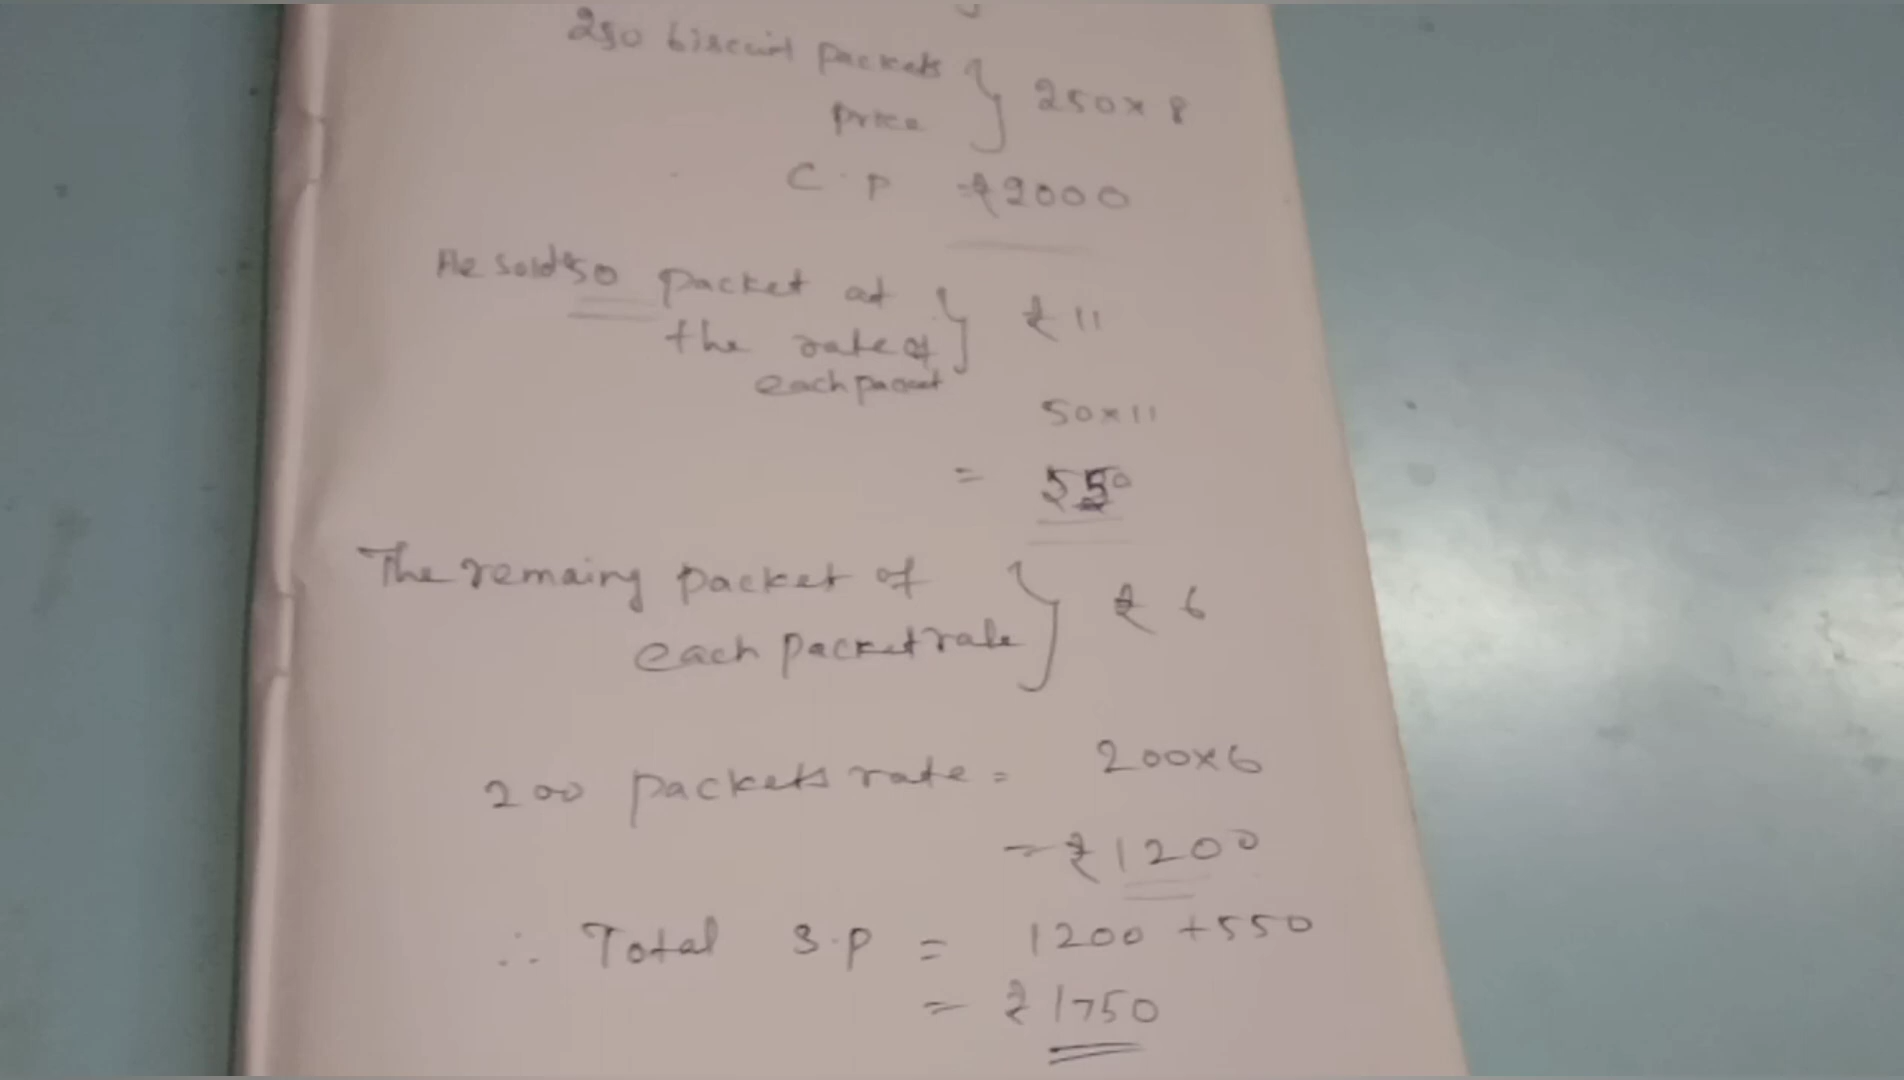 250 biscuit packets
price } 250 × 8
C.P = ₹2000
He sold 50 packet at
the rate of } ₹ 11
each packet
50 × 11
= 550
The remaing packet of
each packet rate } ₹ 6
200 packets rate = 200×6
= ₹1200
∴ Total S.P = 1200 + 550
= ₹ 1750